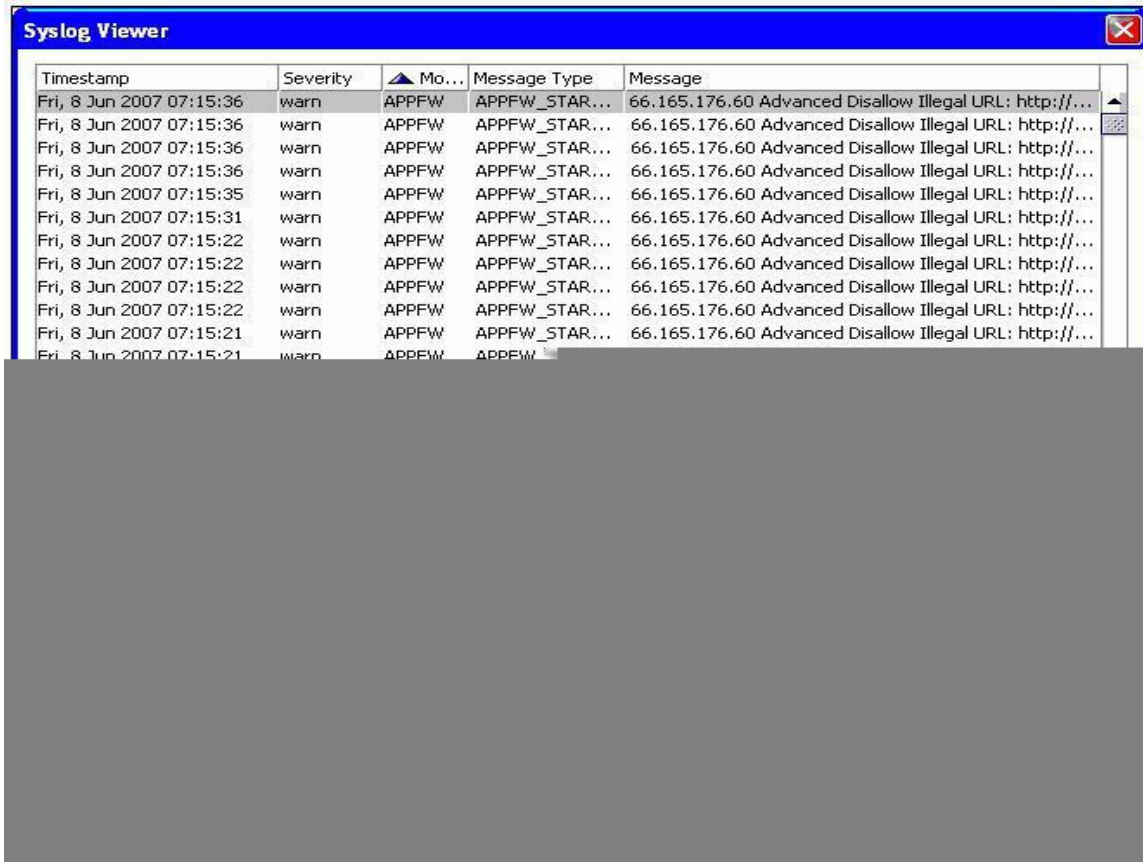 Syslog Viewer
Timestamp Severity Mo... Message Type Message
Fri, 8 Jun 2007 07:15:36 warn APPFW APPFW_STAR... 66.165.176.60 Advanced Disallow Illegal URL: http://...
Fri, 8 Jun 2007 07:15:36 warn APPFW APPFW_STAR... 66.165.176.60 Advanced Disallow Illegal URL: http://...
Fri, 8 Jun 2007 07:15:36 warn APPFW APPFW_STAR... 66.165.176.60 Advanced Disallow Illegal URL: http://...
Fri, 8 Jun 2007 07:15:36 warn APPFW APPFW_STAR... 66.165.176.60 Advanced Disallow Illegal URL: http://...
Fri, 8 Jun 2007 07:15:35 warn APPFW APPFW_STAR... 66.165.176.60 Advanced Disallow Illegal URL: http://...
Fri, 8 Jun 2007 07:15:31 warn APPFW APPFW_STAR... 66.165.176.60 Advanced Disallow Illegal URL: http://...
Fri, 8 Jun 2007 07:15:22 warn APPFW APPFW_STAR... 66.165.176.60 Advanced Disallow Illegal URL: http://...
Fri, 8 Jun 2007 07:15:22 warn APPFW APPFW_STAR... 66.165.176.60 Advanced Disallow Illegal URL: http://...
Fri, 8 Jun 2007 07:15:22 warn APPFW APPFW_STAR... 66.165.176.60 Advanced Disallow Illegal URL: http://...
Fri, 8 Jun 2007 07:15:22 warn APPFW APPFW_STAR... 66.165.176.60 Advanced Disallow Illegal URL: http://...
Fri, 8 Jun 2007 07:15:21 warn APPFW APPFW_STAR... 66.165.176.60 Advanced Disallow Illegal URL: http://...
Fri, 8 Jun 2007 07:15:21 warn APPFW